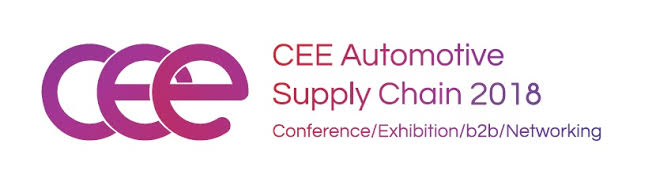 cee
CEE Automotive
Supply Chain 2018
Conference/Exhibition/b2b/Networking